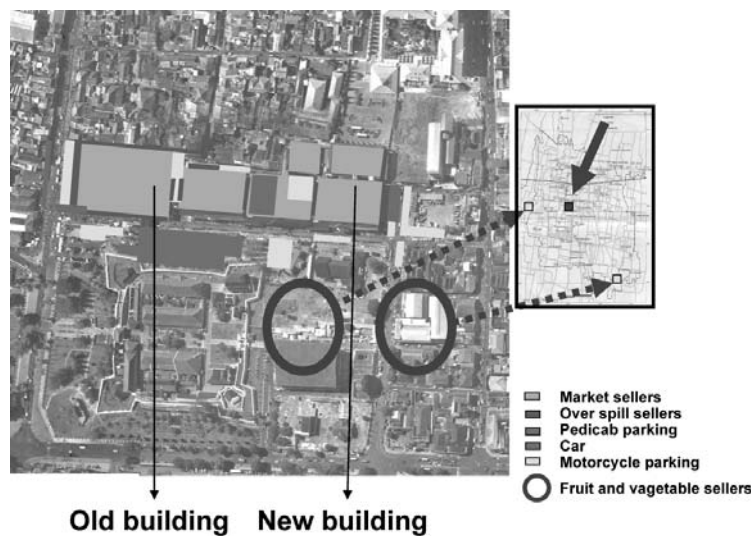 Market sellers
Over spill sellers
Pedicab parking
Car
Motorcycle parking
Fruit and vagetable sellers
Old building
New building